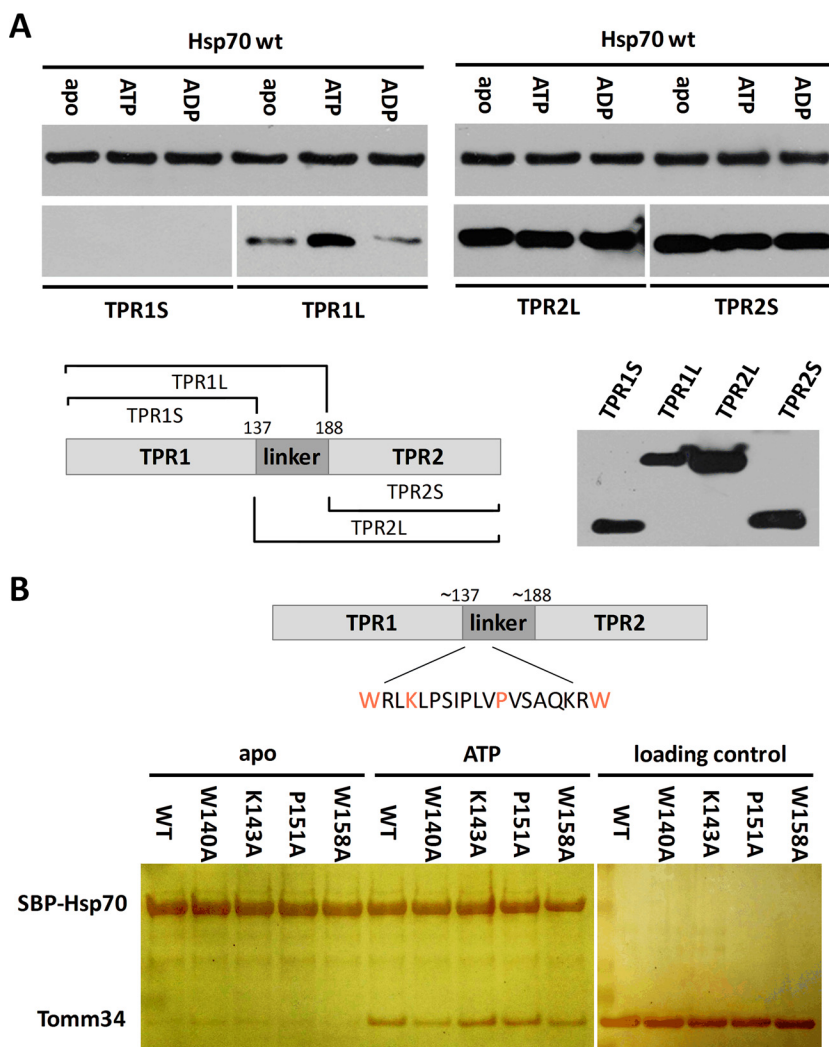 A
Hsp70 wt
Hsp70 wt
apo ATP ADP apo ATP ADP
apo ATP ADP apo ATP ADP
TPR1S TPR1L
TPR2L TPR2S
TPR1L
TPR1S
137 188
TPR1 linker TPR2
TPR2S
TPR2L
TPR1S TPR1L TPR2L TPR2S
B
~137 ~188
TPR1 linker TPR2
WRLKLPSIPLVPVSAQKRW
apo ATP loading control
WT W140A K143A P151A W158A WT W140A K143A P151A W158A WT W140A K143A P151A W158A
SBP-Hsp70
Tomm34